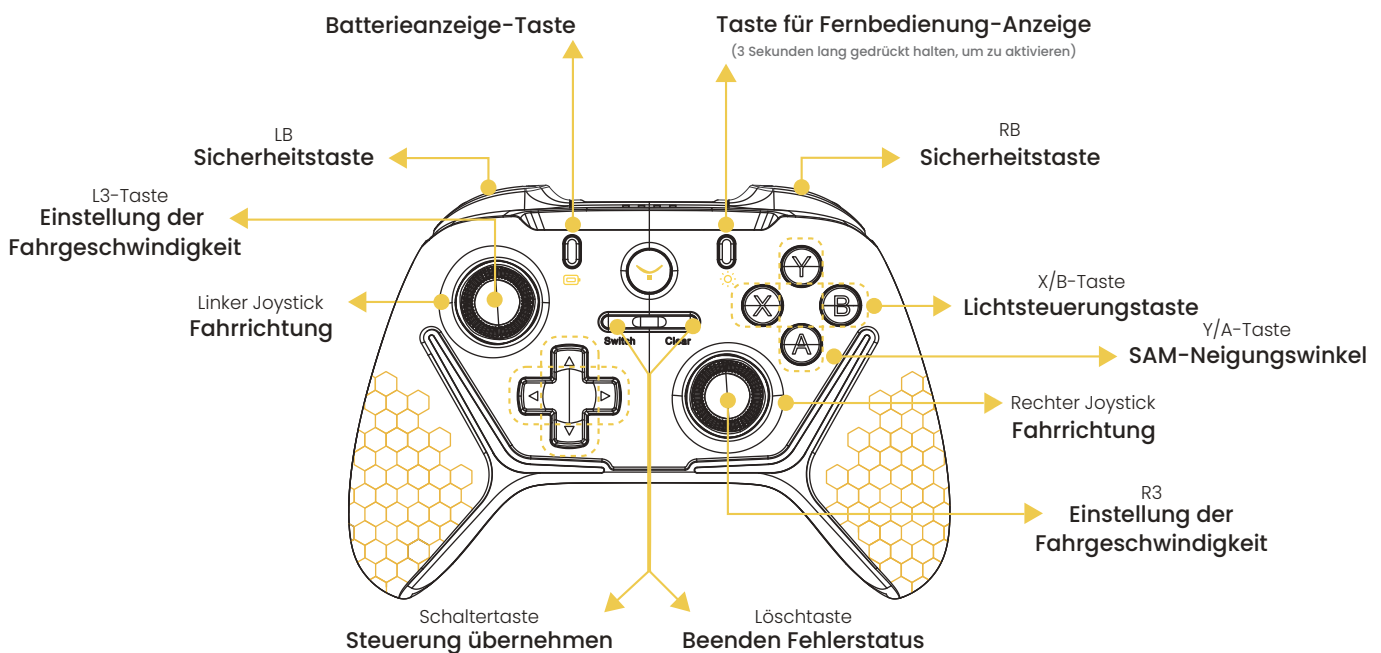 Batterieanzeige-Taste
Taste für Fernbedienung-Anzeige
(3 Sekunden lang gedrückt halten, um zu aktivieren)
LB
Sicherheitstaste
RB
Sicherheitstaste
L3-Taste
Einstellung der
Fahrgeschwindigkeit
Linker Joystick
Fahrrichtung
Y
X
B
A
Switch
Clear
X/B-Taste
Lichtsteuerungstaste
Y/A-Taste
SAM-Neigungswinkel
Rechter Joystick
Fahrrichtung
R3
Einstellung der
Fahrgeschwindigkeit
Schaltertaste
Steuerung übernehmen
Löschtaste
Beenden Fehlerstatus